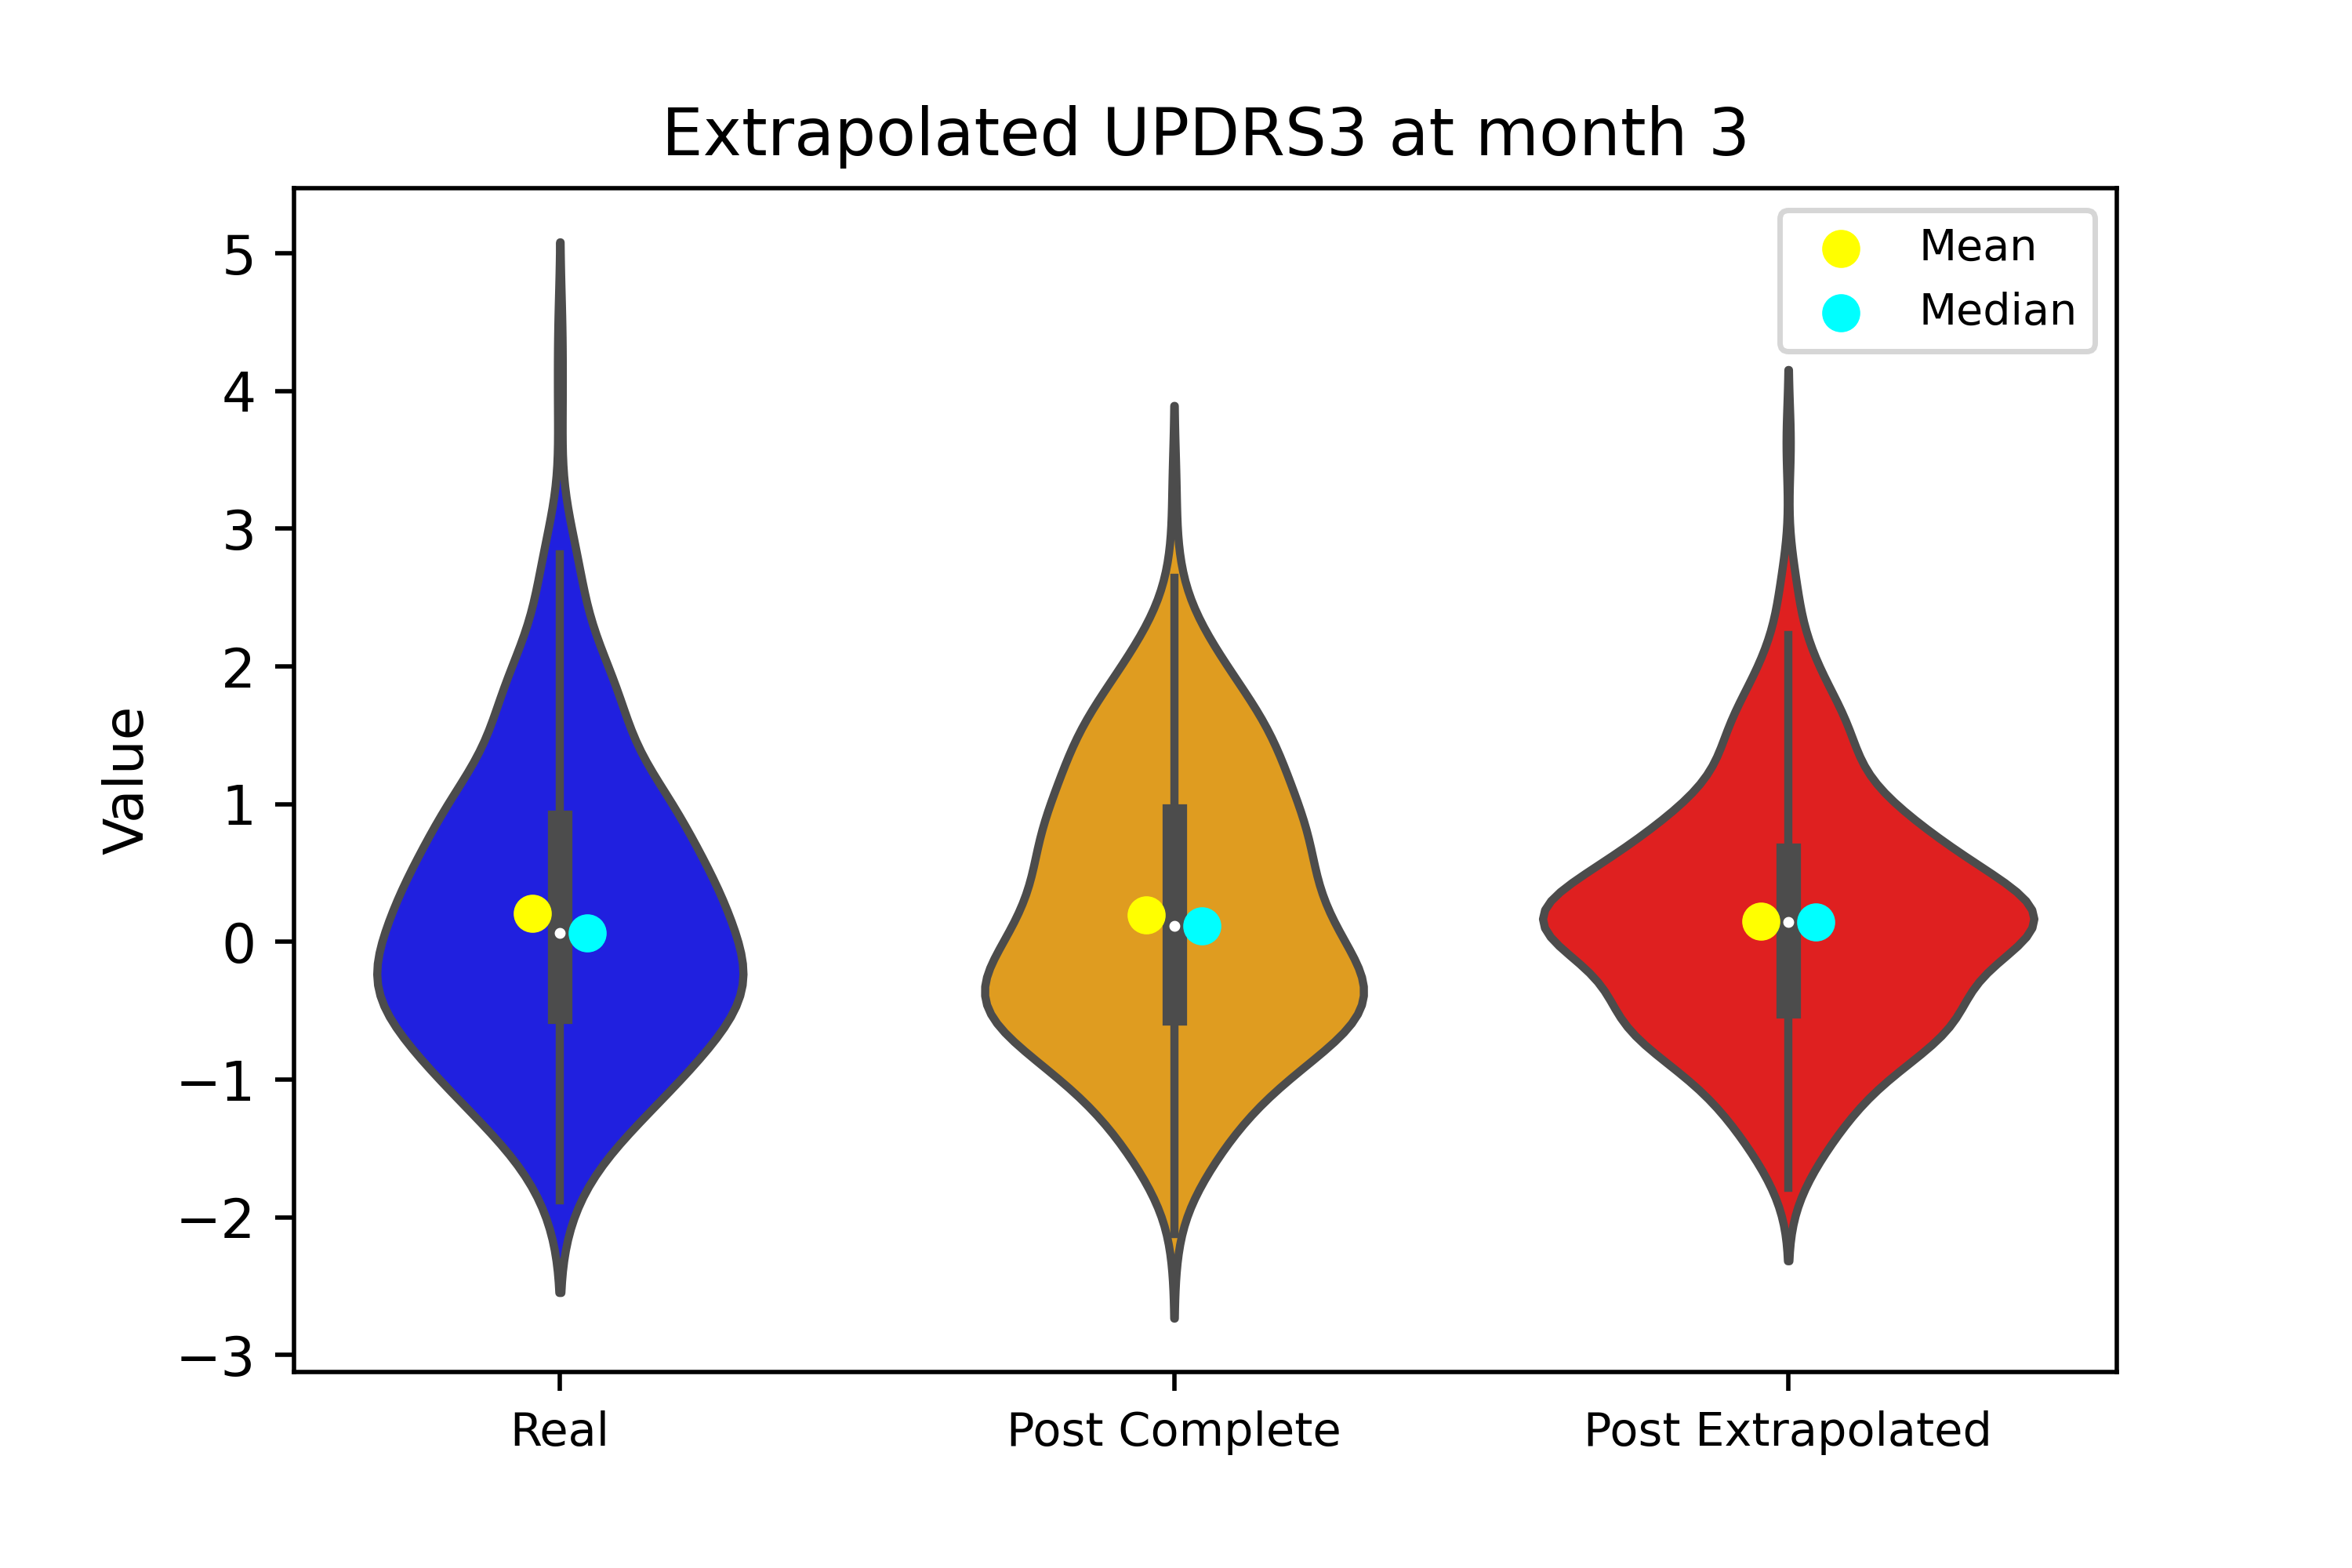 Extrapolated UPDRS3 at month 3
Mean
Median
5
4
3
2
1
0
−1
−2
−3
Value
Real
Post Complete
Post Extrapolated